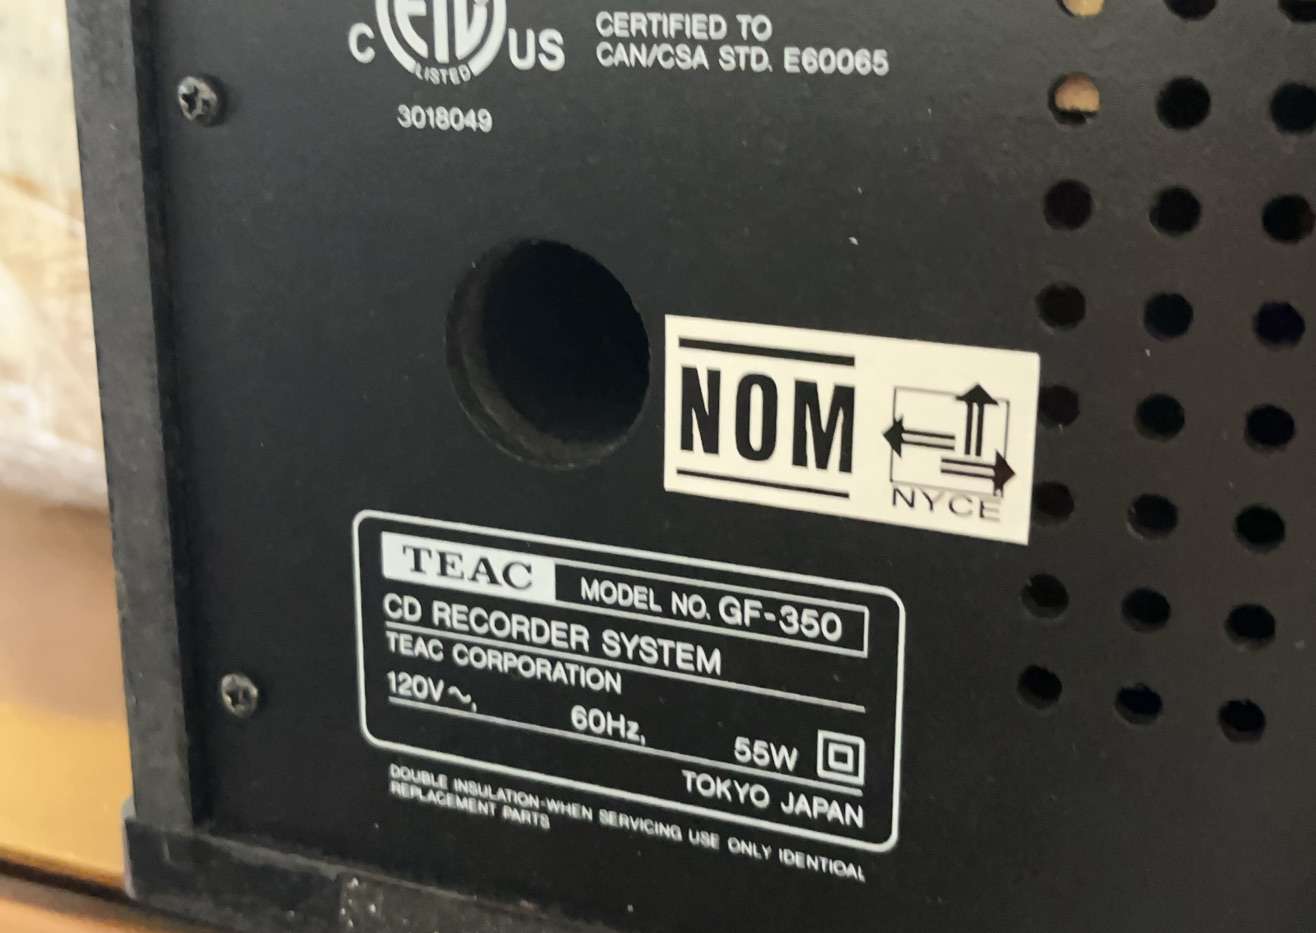 C ETL US
LISTED
CERTIFIED TO
CAN/CSA STD. E60065
3018049
NOM
NYCE
TEAC MODEL NO. GF-350
CD RECORDER SYSTEM
TEAC CORPORATION
120V～, 60Hz, 55W
TOKYO JAPAN
DOUBLE INSULATION-WHEN SERVICING USE ONLY IDENTICAL
REPLACEMENT PARTS